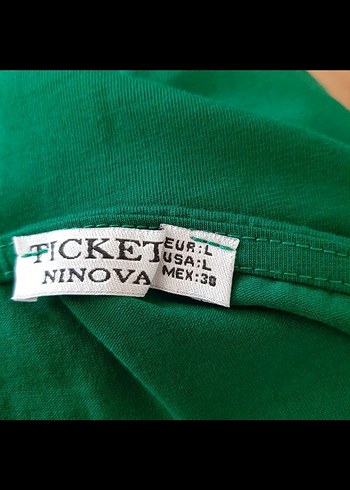 TICKET
NINOVA
EUR:L
USA:L
MEX:38